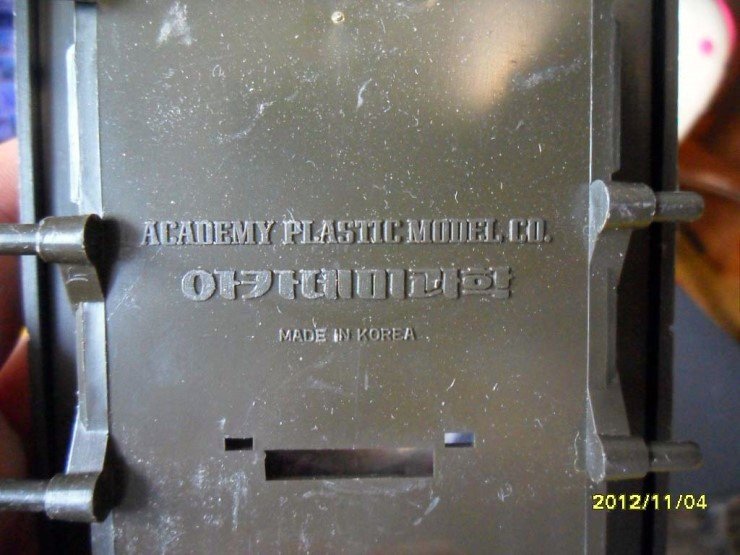 ACADEMY PLASTIC MODEL. CO.
아카데미과학
MADE IN KOREA
2012/11/04